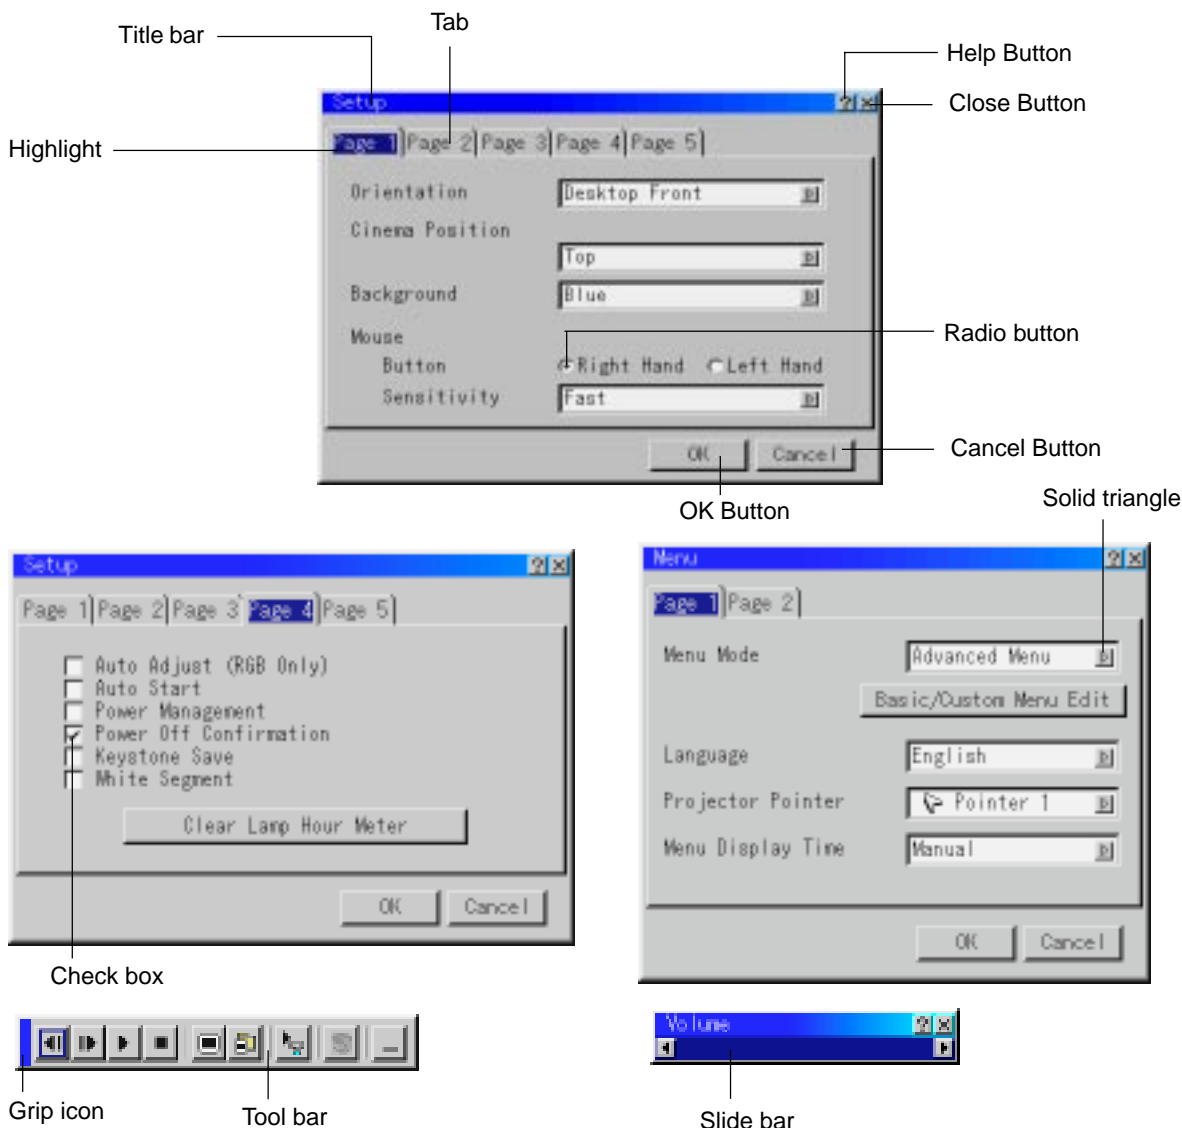 Title bar
Tab
Help Button
Close Button
Highlight
Setup
Page 1 Page 2 Page 3 Page 4 Page 5
Orientation Desktop Front
Cinema Position
Top
Background Blue
Mouse
Button Right Hand Left Hand
Sensitivity Fast
OK Cancel
Radio button
Cancel Button
OK Button
Solid triangle
Setup
Page 1 Page 2 Page 3 Page 4 Page 5
Auto Adjust (RGB Only)
Auto Start
Power Management
Power Off Confirmation
Keystone Save
White Segment
Clear Lamp Hour Meter
OK Cancel
Check box
Menu
Page 1 Page 2
Menu Mode Advanced Menu
Basic/Custom Menu Edit
Language English
Projector Pointer Pointer 1
Menu Display Time Manual
OK Cancel
Grip icon
Tool bar
Volume
Slide bar